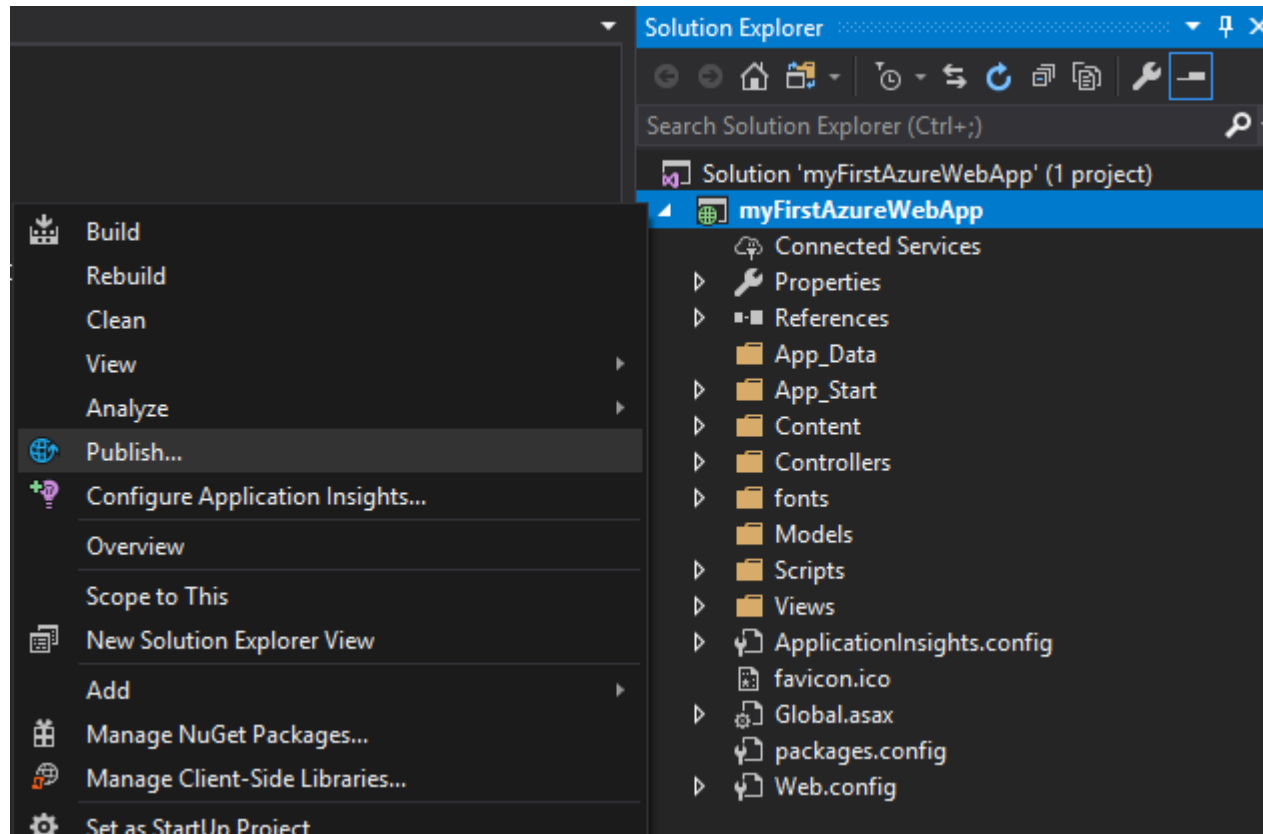 Solution Explorer
Search Solution Explorer (Ctrl+;)
Solution 'myFirstAzureWebApp' (1 project)
myFirstAzureWebApp
Connected Services
Properties
References
App_Data
App_Start
Content
Controllers
fonts
Models
Scripts
Views
ApplicationInsights.config
favicon.ico
Global.asax
packages.config
Web.config
Build
Rebuild
Clean
View
Analyze
Publish...
Configure Application Insights...
Overview
Scope to This
New Solution Explorer View
Add
Manage NuGet Packages...
Manage Client-Side Libraries...
Set as StartUp Project